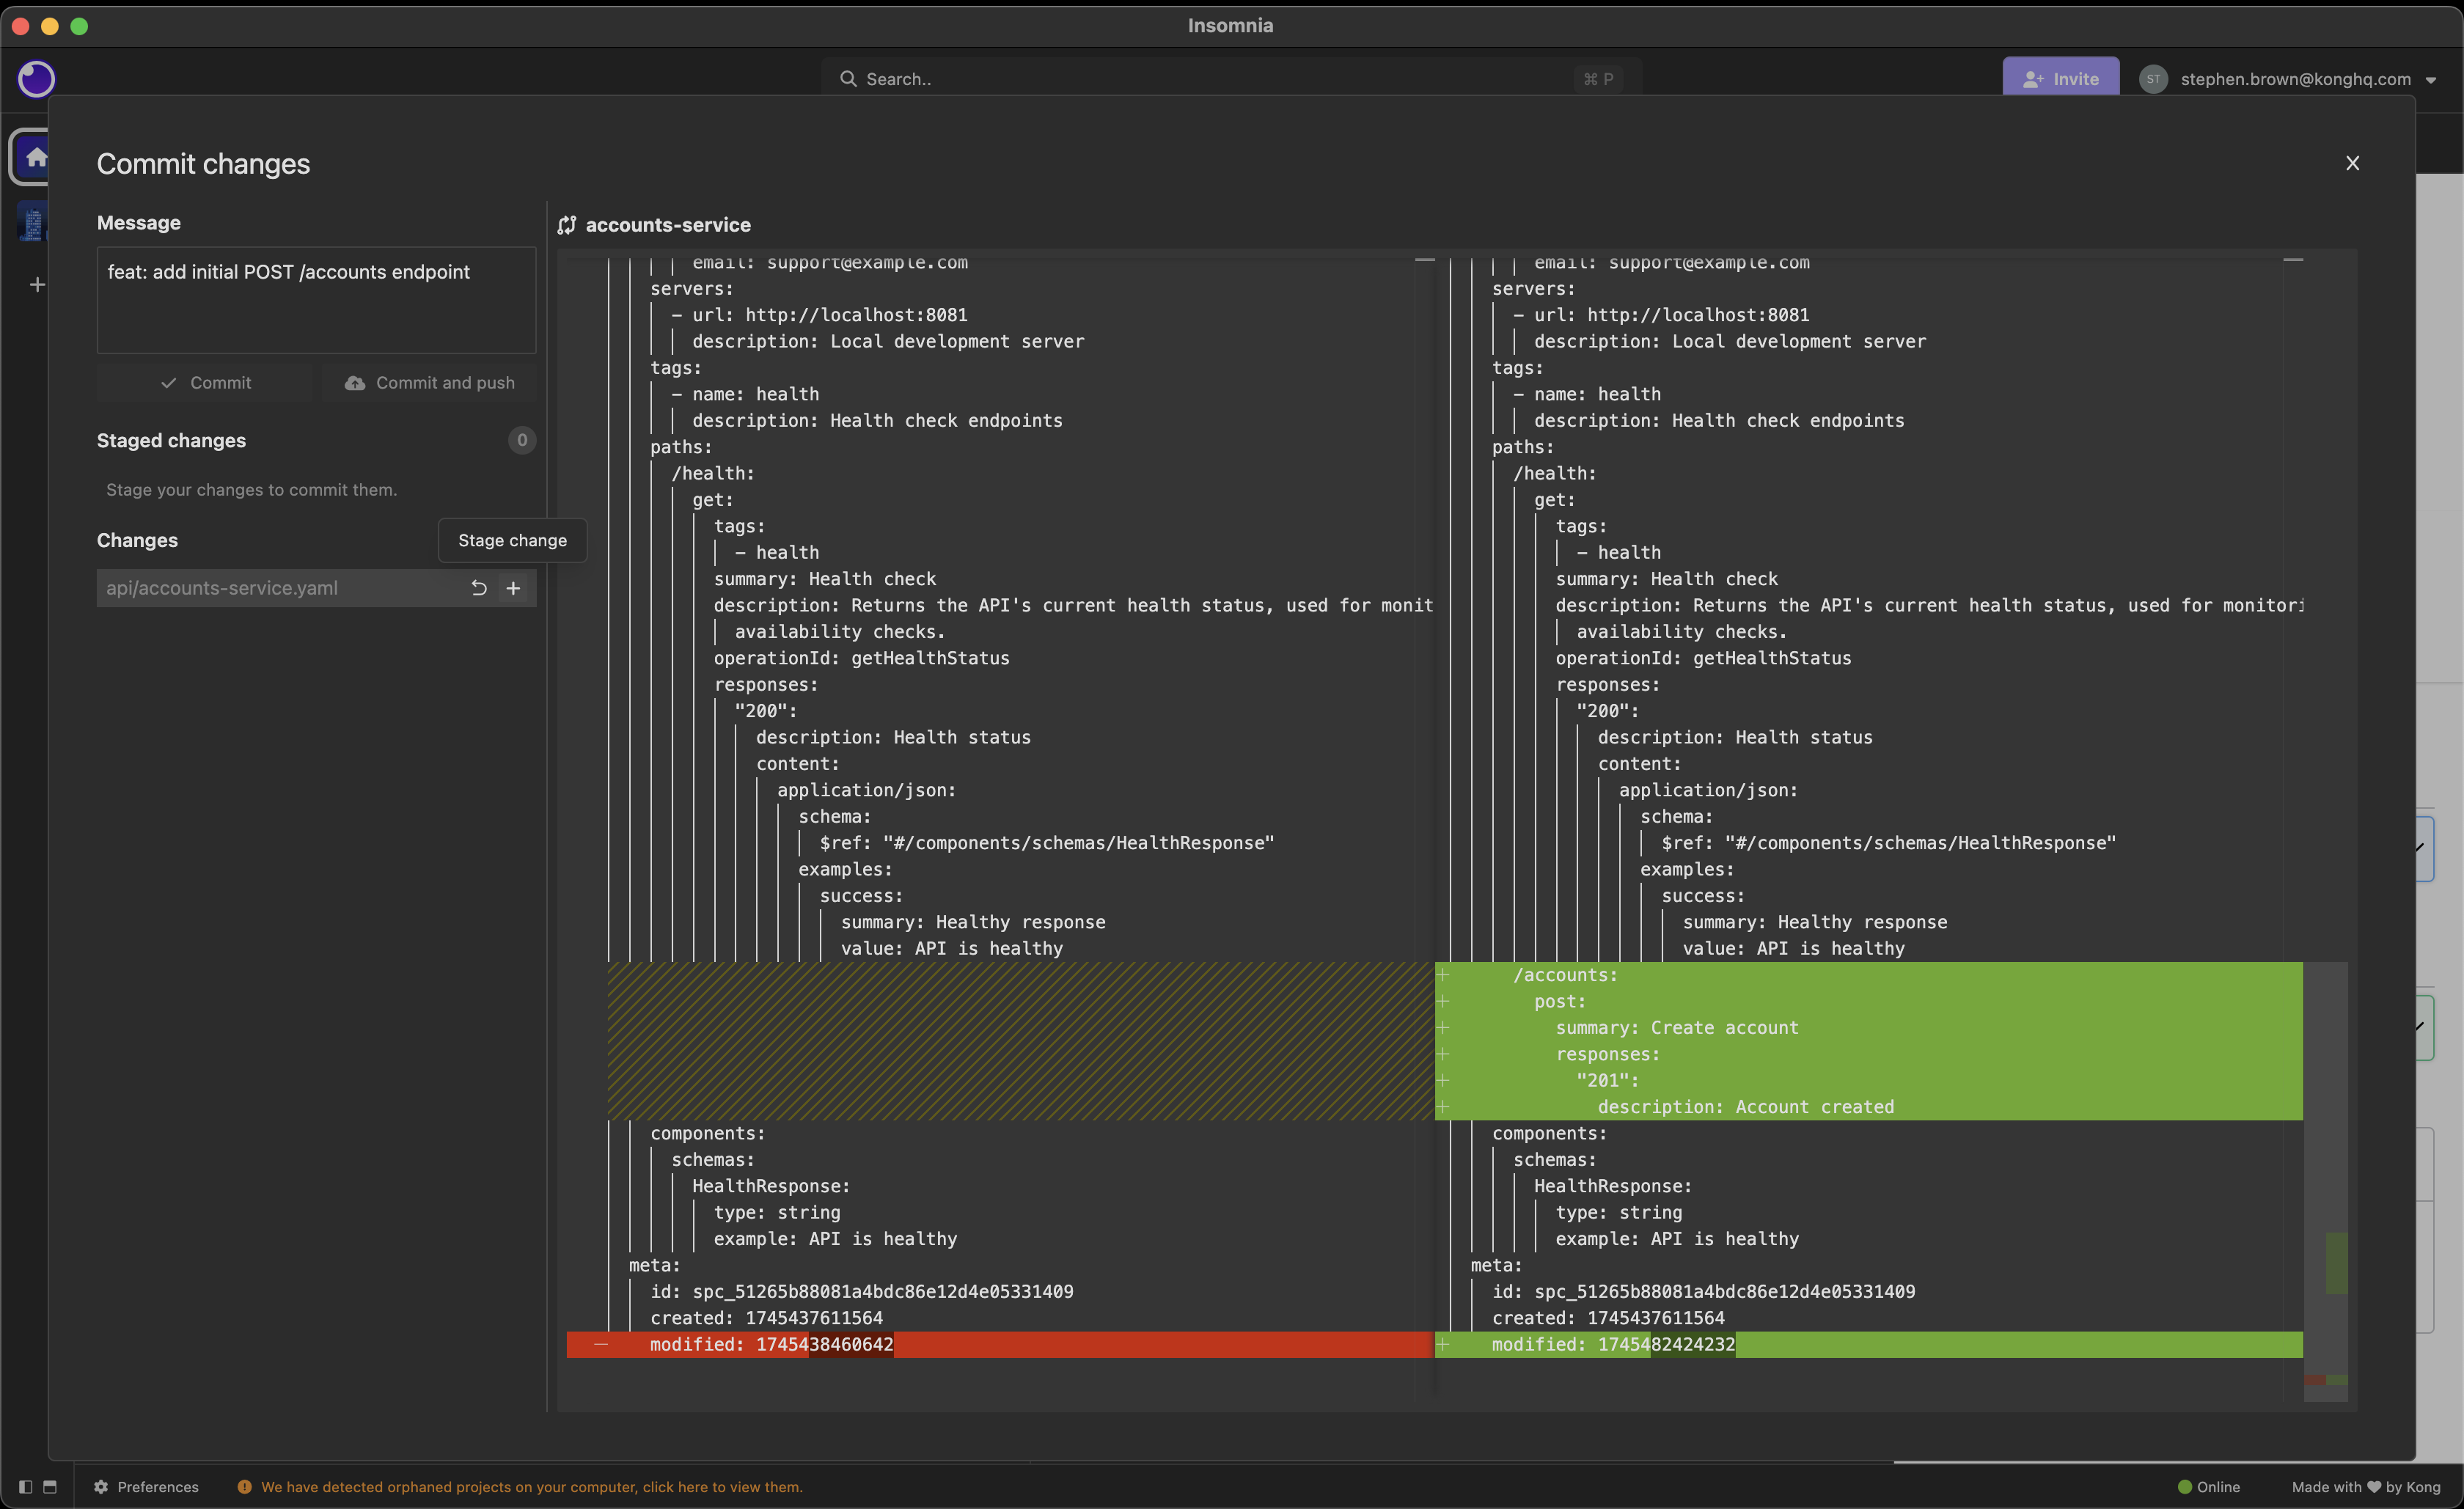 Insomnia
Search..
⌘ P
Invite
ST
stephen.brown@konghq.com
Commit changes
X
Message
feat: add initial POST /accounts endpoint
Commit
Commit and push
Staged changes
0
Stage your changes to commit them.
Changes
Stage change
api/accounts-service.yaml
accounts-service
email: support@example.com
servers:
- url: http://localhost:8081
description: Local development server
tags:
- name: health
description: Health check endpoints
paths:
/health:
get:
tags:
- health
summary: Health check
description: Returns the API's current health status, used for monit
availability checks.
operationId: getHealthStatus
responses:
"200":
description: Health status
content:
application/json:
schema:
$ref: "#/components/schemas/HealthResponse"
examples:
success:
summary: Healthy response
value: API is healthy
components:
schemas:
HealthResponse:
type: string
example: API is healthy
meta:
id: spc_51265b88081a4bdc86e12d4e05331409
created: 1745437611564
- modified: 1745438460642
email: support@example.com
servers:
- url: http://localhost:8081
description: Local development server
tags:
- name: health
description: Health check endpoints
paths:
/health:
get:
tags:
- health
summary: Health check
description: Returns the API's current health status, used for monitori
availability checks.
operationId: getHealthStatus
responses:
"200":
description: Health status
content:
application/json:
schema:
$ref: "#/components/schemas/HealthResponse"
examples:
success:
summary: Healthy response
value: API is healthy
+ /accounts:
+ post:
+ summary: Create account
+ responses:
+ "201":
+ description: Account created
components:
schemas:
HealthResponse:
type: string
example: API is healthy
meta:
id: spc_51265b88081a4bdc86e12d4e05331409
created: 1745437611564
+ modified: 1745482424232
Preferences
We have detected orphaned projects on your computer, click here to view them.
Online
Made with ♥ by Kong